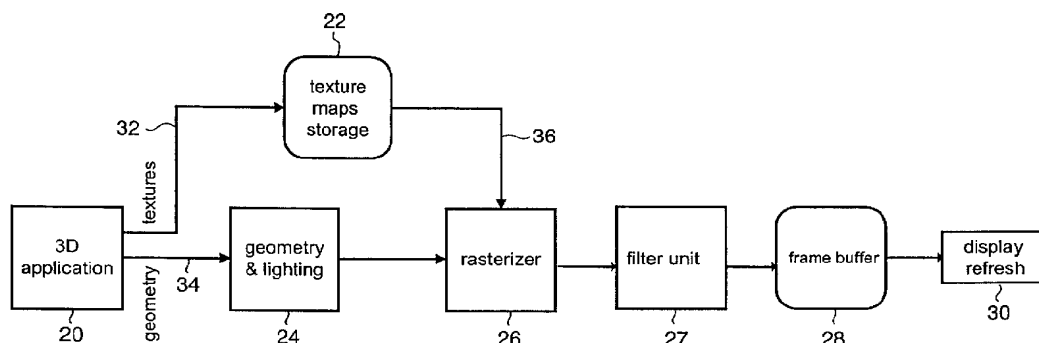 22
texture
maps
storage
32
36
textures
3D
application
geometry
& lighting
rasterizer
filter unit
frame buffer
display
refresh
34
geometry
20
24
26
27
28
30